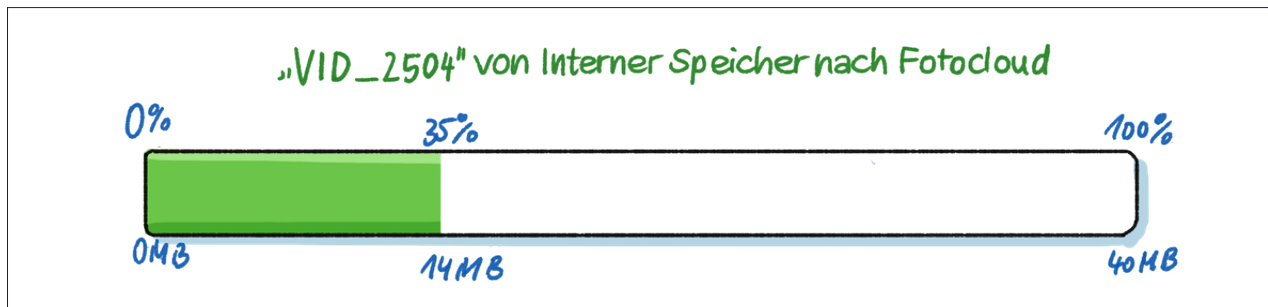 „VID_2504" von Interner Speicher nach Fotocloud
0% 35% 100%
0MB 14MB 40MB